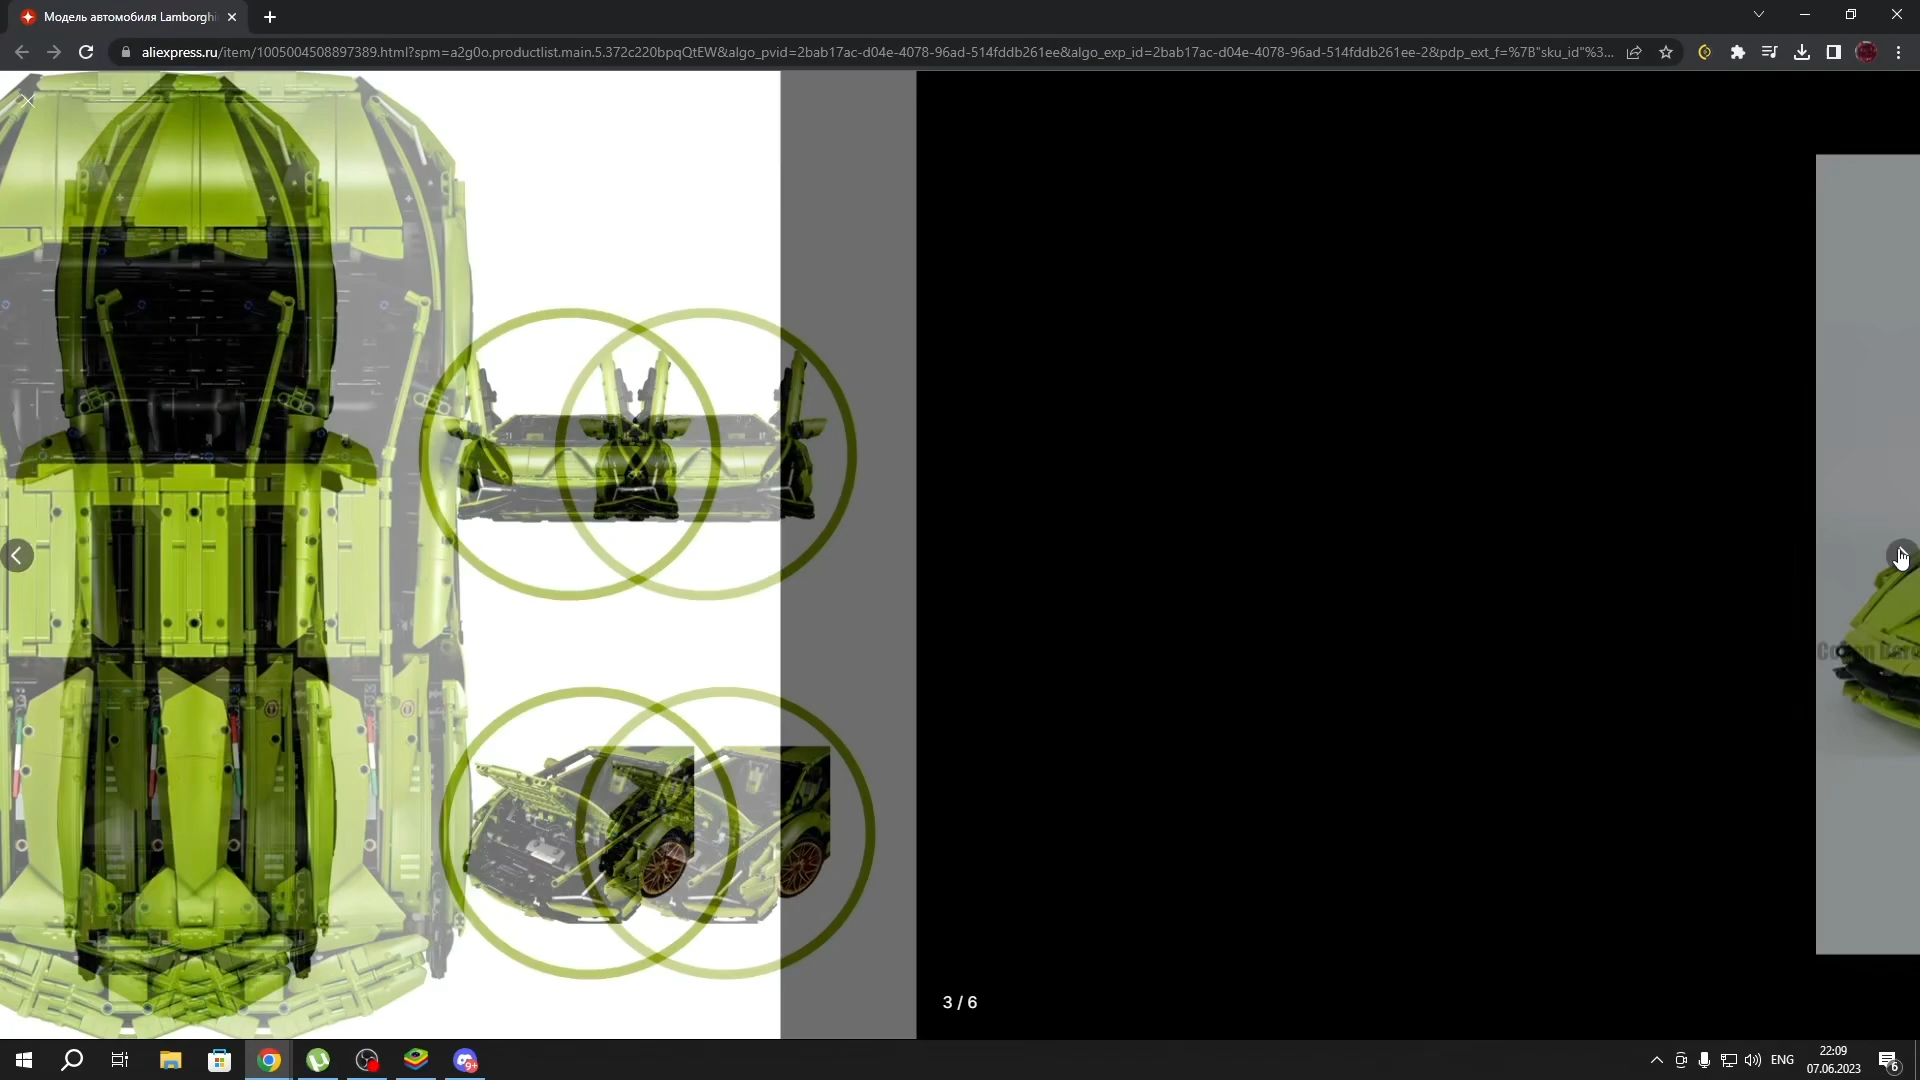 Модель автомобиля Lamborghi
aliexpress.ru/item/1005004508897389.html?spm=a2g0o.productlist.main.5.372c220bpqQtEW&algo_pvid=2bab17ac-d04e-4078-96ad-514fddb261ee&algo_exp_id=2bab17ac-d04e-4078-96ad-514fddb261ee-2&pdp_ext_f=%7B"sku_id"%3...
3 / 6
9+
ENG
22:09
07.06.2023
6